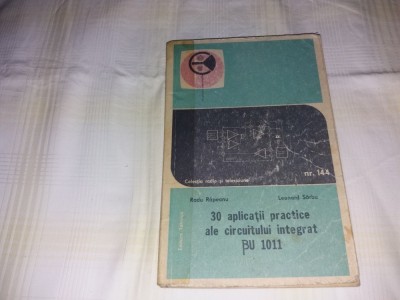 Colecția radio și televiziune
nr. 144
Radu Râpeanu Leonard Sârbu
30 aplicații practice
ale circuitului integrat
βU 1011